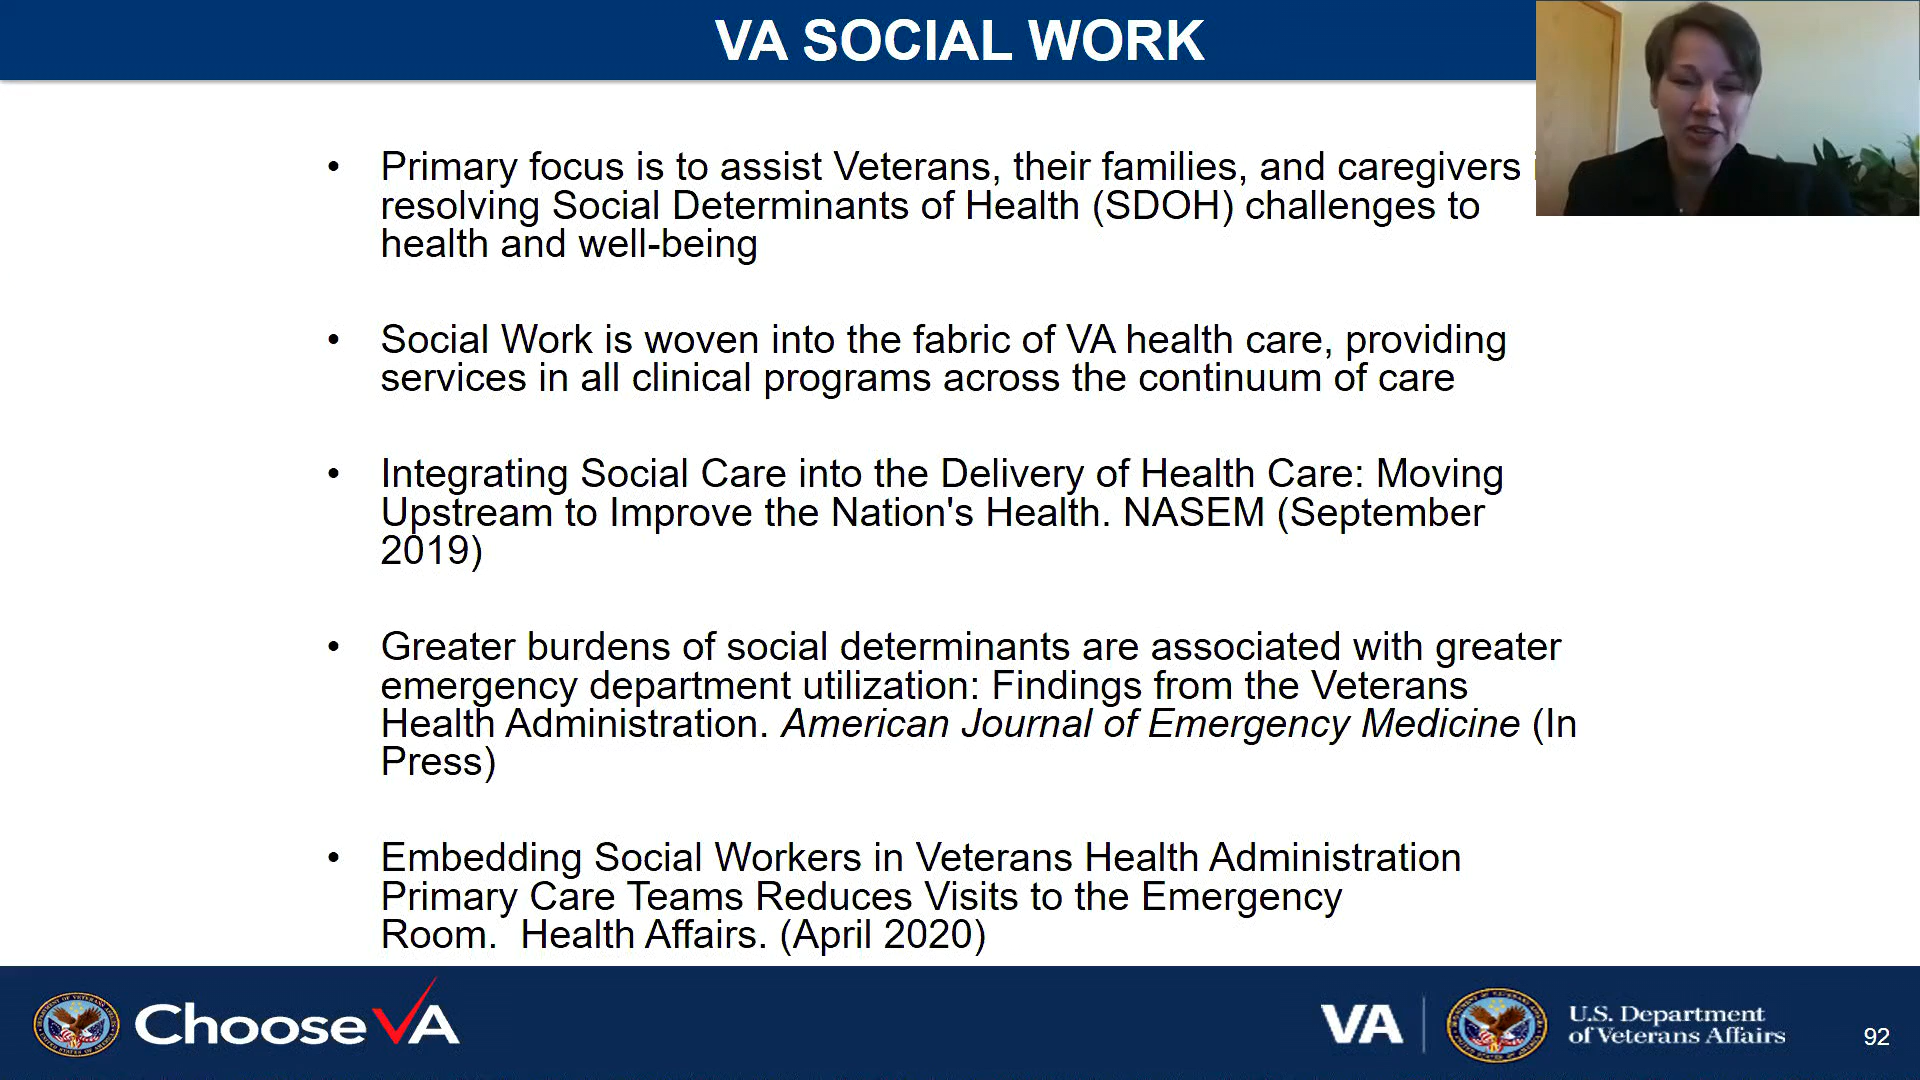 VA SOCIAL WORK
• Primary focus is to assist Veterans, their families, and caregivers
resolving Social Determinants of Health (SDOH) challenges to
health and well-being
• Social Work is woven into the fabric of VA health care, providing
services in all clinical programs across the continuum of care
• Integrating Social Care into the Delivery of Health Care: Moving
Upstream to Improve the Nation's Health. NASEM (September
2019)
• Greater burdens of social determinants are associated with greater
emergency department utilization: Findings from the Veterans
Health Administration. American Journal of Emergency Medicine (In
Press)
• Embedding Social Workers in Veterans Health Administration
Primary Care Teams Reduces Visits to the Emergency
Room.  Health Affairs. (April 2020)
Choose VA
VA
U.S. Department
of Veterans Affairs
92